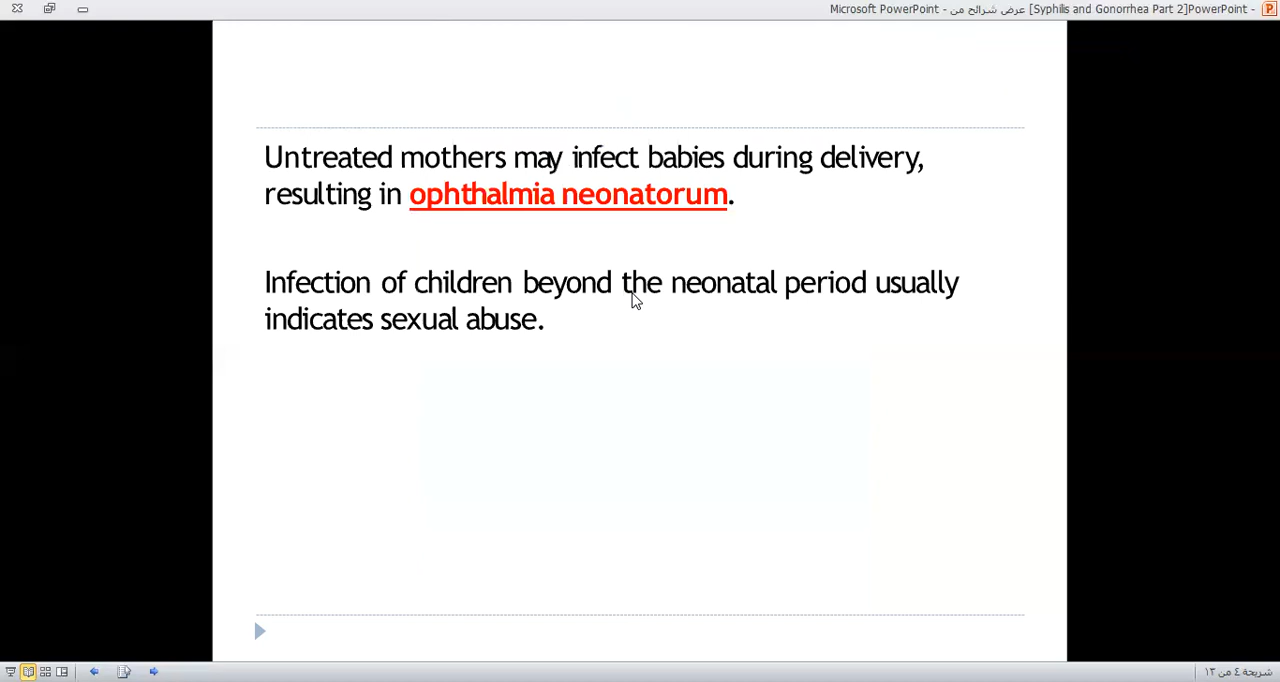 Microsoft PowerPoint - عرض شرائح من [Syphilis and Gonorrhea Part 2]PowerPoint -
Untreated mothers may infect babies during delivery,
resulting in ophthalmia neonatorum.
Infection of children beyond the neonatal period usually
indicates sexual abuse.
شريحة ٤ من ١٣